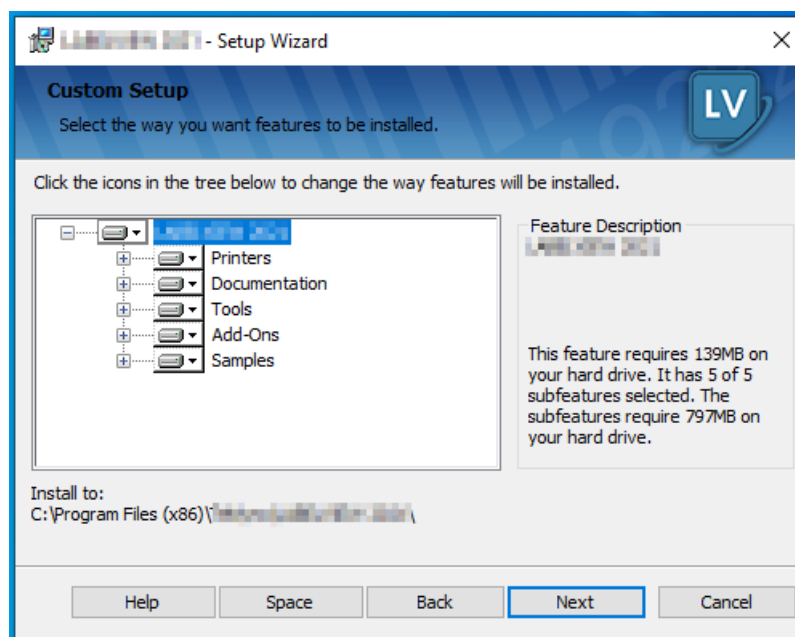 - Setup Wizard
Custom Setup
Select the way you want features to be installed.
LV
Click the icons in the tree below to change the way features will be installed.
Printers
Documentation
Tools
Add-Ons
Samples
Feature Description
This feature requires 139MB on
your hard drive. It has 5 of 5
subfeatures selected. The
subfeatures require 797MB on
your hard drive.
Install to:
C:\Program Files (x86)\
Help
Space
Back
Next
Cancel